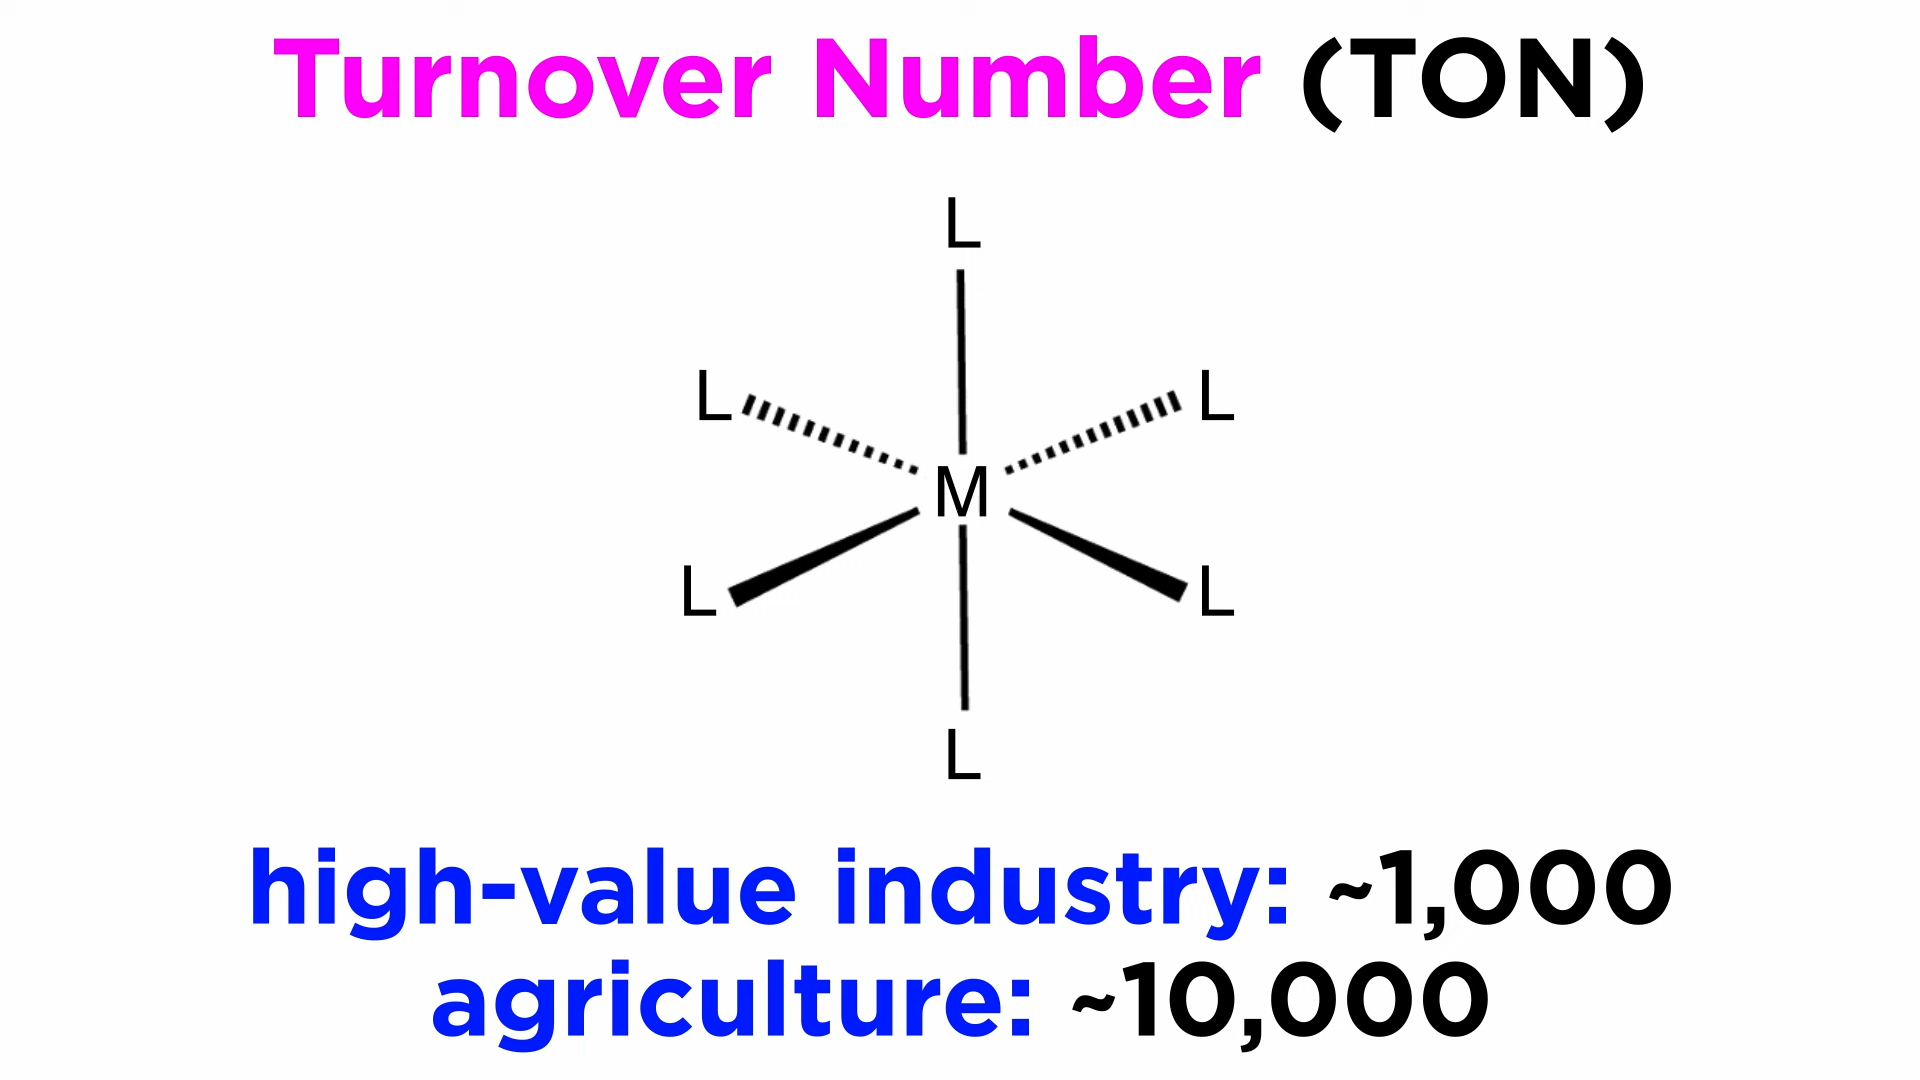 Turnover Number (TON)
L
L L
M
L L
L
high-value industry: ~1,000
agriculture: ~10,000